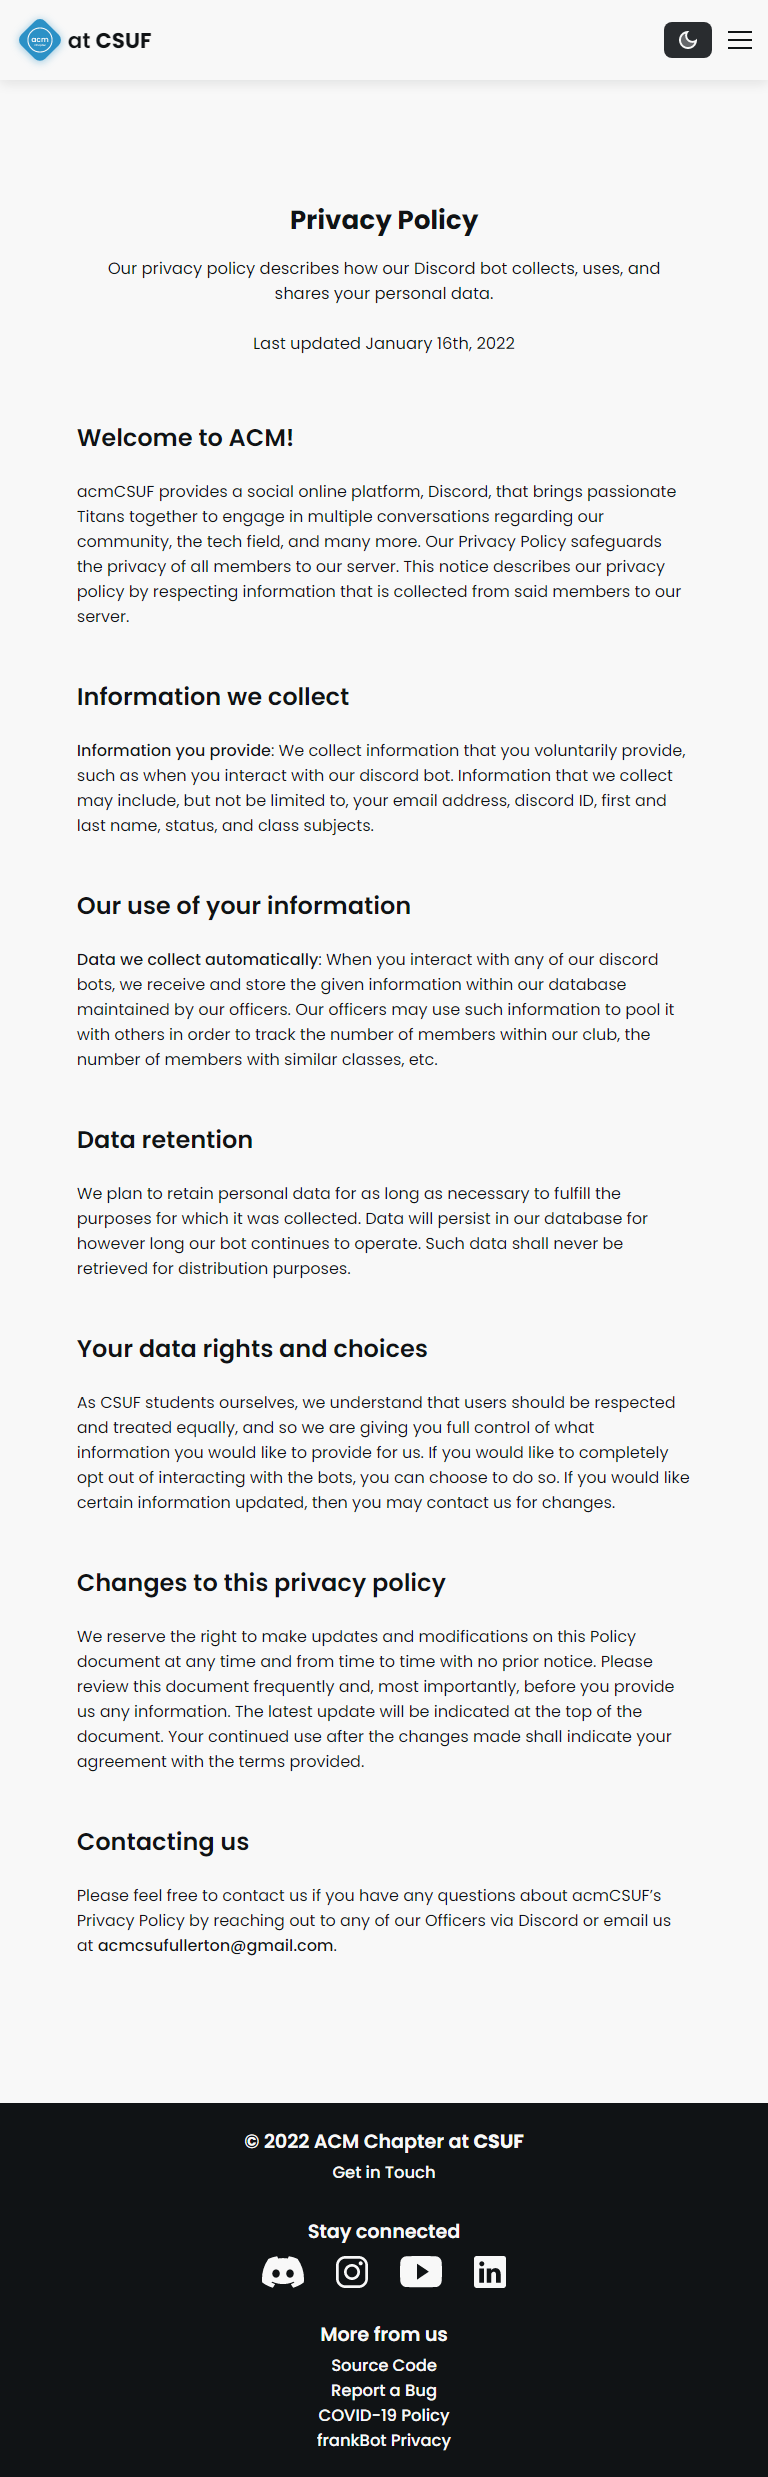 acm
at CSUF
Privacy Policy
Our privacy policy describes how our Discord bot collects, uses, and
shares your personal data.
Last updated January 16th, 2022
Welcome to ACM!
acmCSUF provides a social online platform, Discord, that brings passionate
Titans together to engage in multiple conversations regarding our
community, the tech field, and many more. Our Privacy Policy safeguards
the privacy of all members to our server. This notice describes our privacy
policy by respecting information that is collected from said members to our
server.
Information we collect
Information you provide: We collect information that you voluntarily provide,
such as when you interact with our discord bot. Information that we collect
may include, but not be limited to, your email address, discord ID, first and
last name, status, and class subjects.
Our use of your information
Data we collect automatically: When you interact with any of our discord
bots, we receive and store the given information within our database
maintained by our officers. Our officers may use such information to pool it
with others in order to track the number of members within our club, the
number of members with similar classes, etc.
Data retention
We plan to retain personal data for as long as necessary to fulfill the
purposes for which it was collected. Data will persist in our database for
however long our bot continues to operate. Such data shall never be
retrieved for distribution purposes.
Your data rights and choices
As CSUF students ourselves, we understand that users should be respected
and treated equally, and so we are giving you full control of what
information you would like to provide for us. If you would like to completely
opt out of interacting with the bots, you can choose to do so. If you would like
certain information updated, then you may contact us for changes.
Changes to this privacy policy
We reserve the right to make updates and modifications on this Policy
document at any time and from time to time with no prior notice. Please
review this document frequently and, most importantly, before you provide
us any information. The latest update will be indicated at the top of the
document. Your continued use after the changes made shall indicate your
agreement with the terms provided.
Contacting us
Please feel free to contact us if you have any questions about acmCSUF’s
Privacy Policy by reaching out to any of our Officers via Discord or email us
at acmcsufullerton@gmail.com.
© 2022 ACM Chapter at CSUF
Get in Touch
Stay connected
More from us
Source Code
Report a Bug
COVID-19 Policy
frankBot Privacy